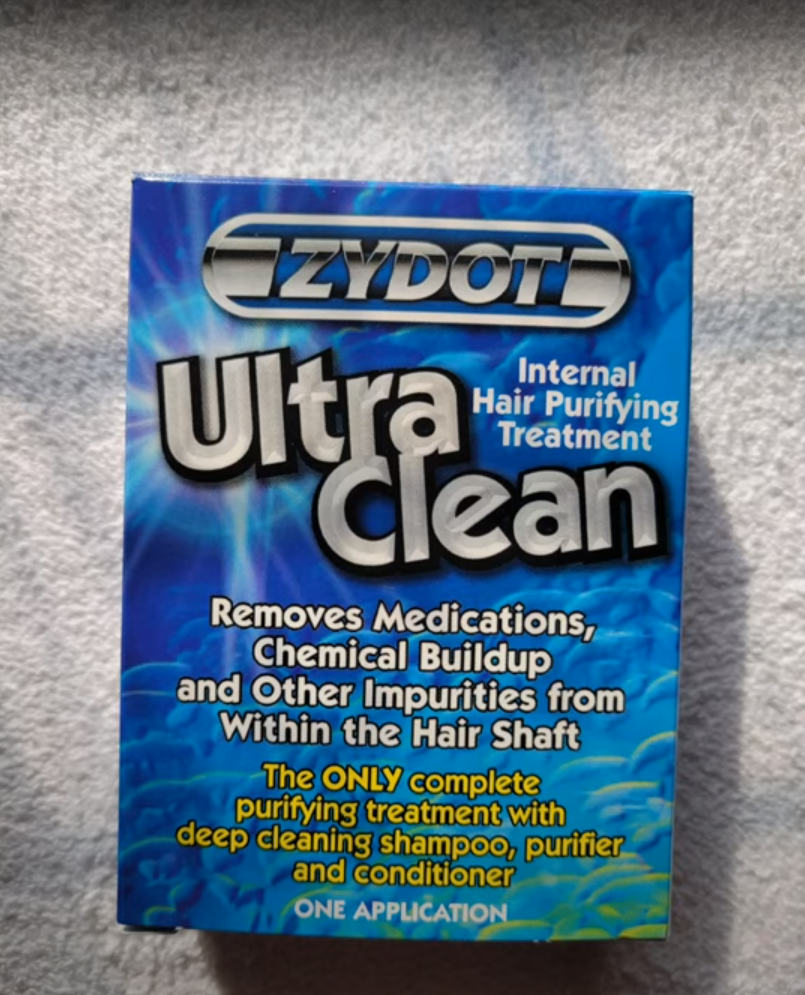 ZYDOT
Ultra
Internal
Hair Purifying
Treatment
Clean
Removes Medications,
Chemical Buildup
and Other Impurities from
Within the Hair Shaft
The ONLY complete
purifying treatment with
deep cleaning shampoo, purifier
and conditioner
ONE APPLICATION